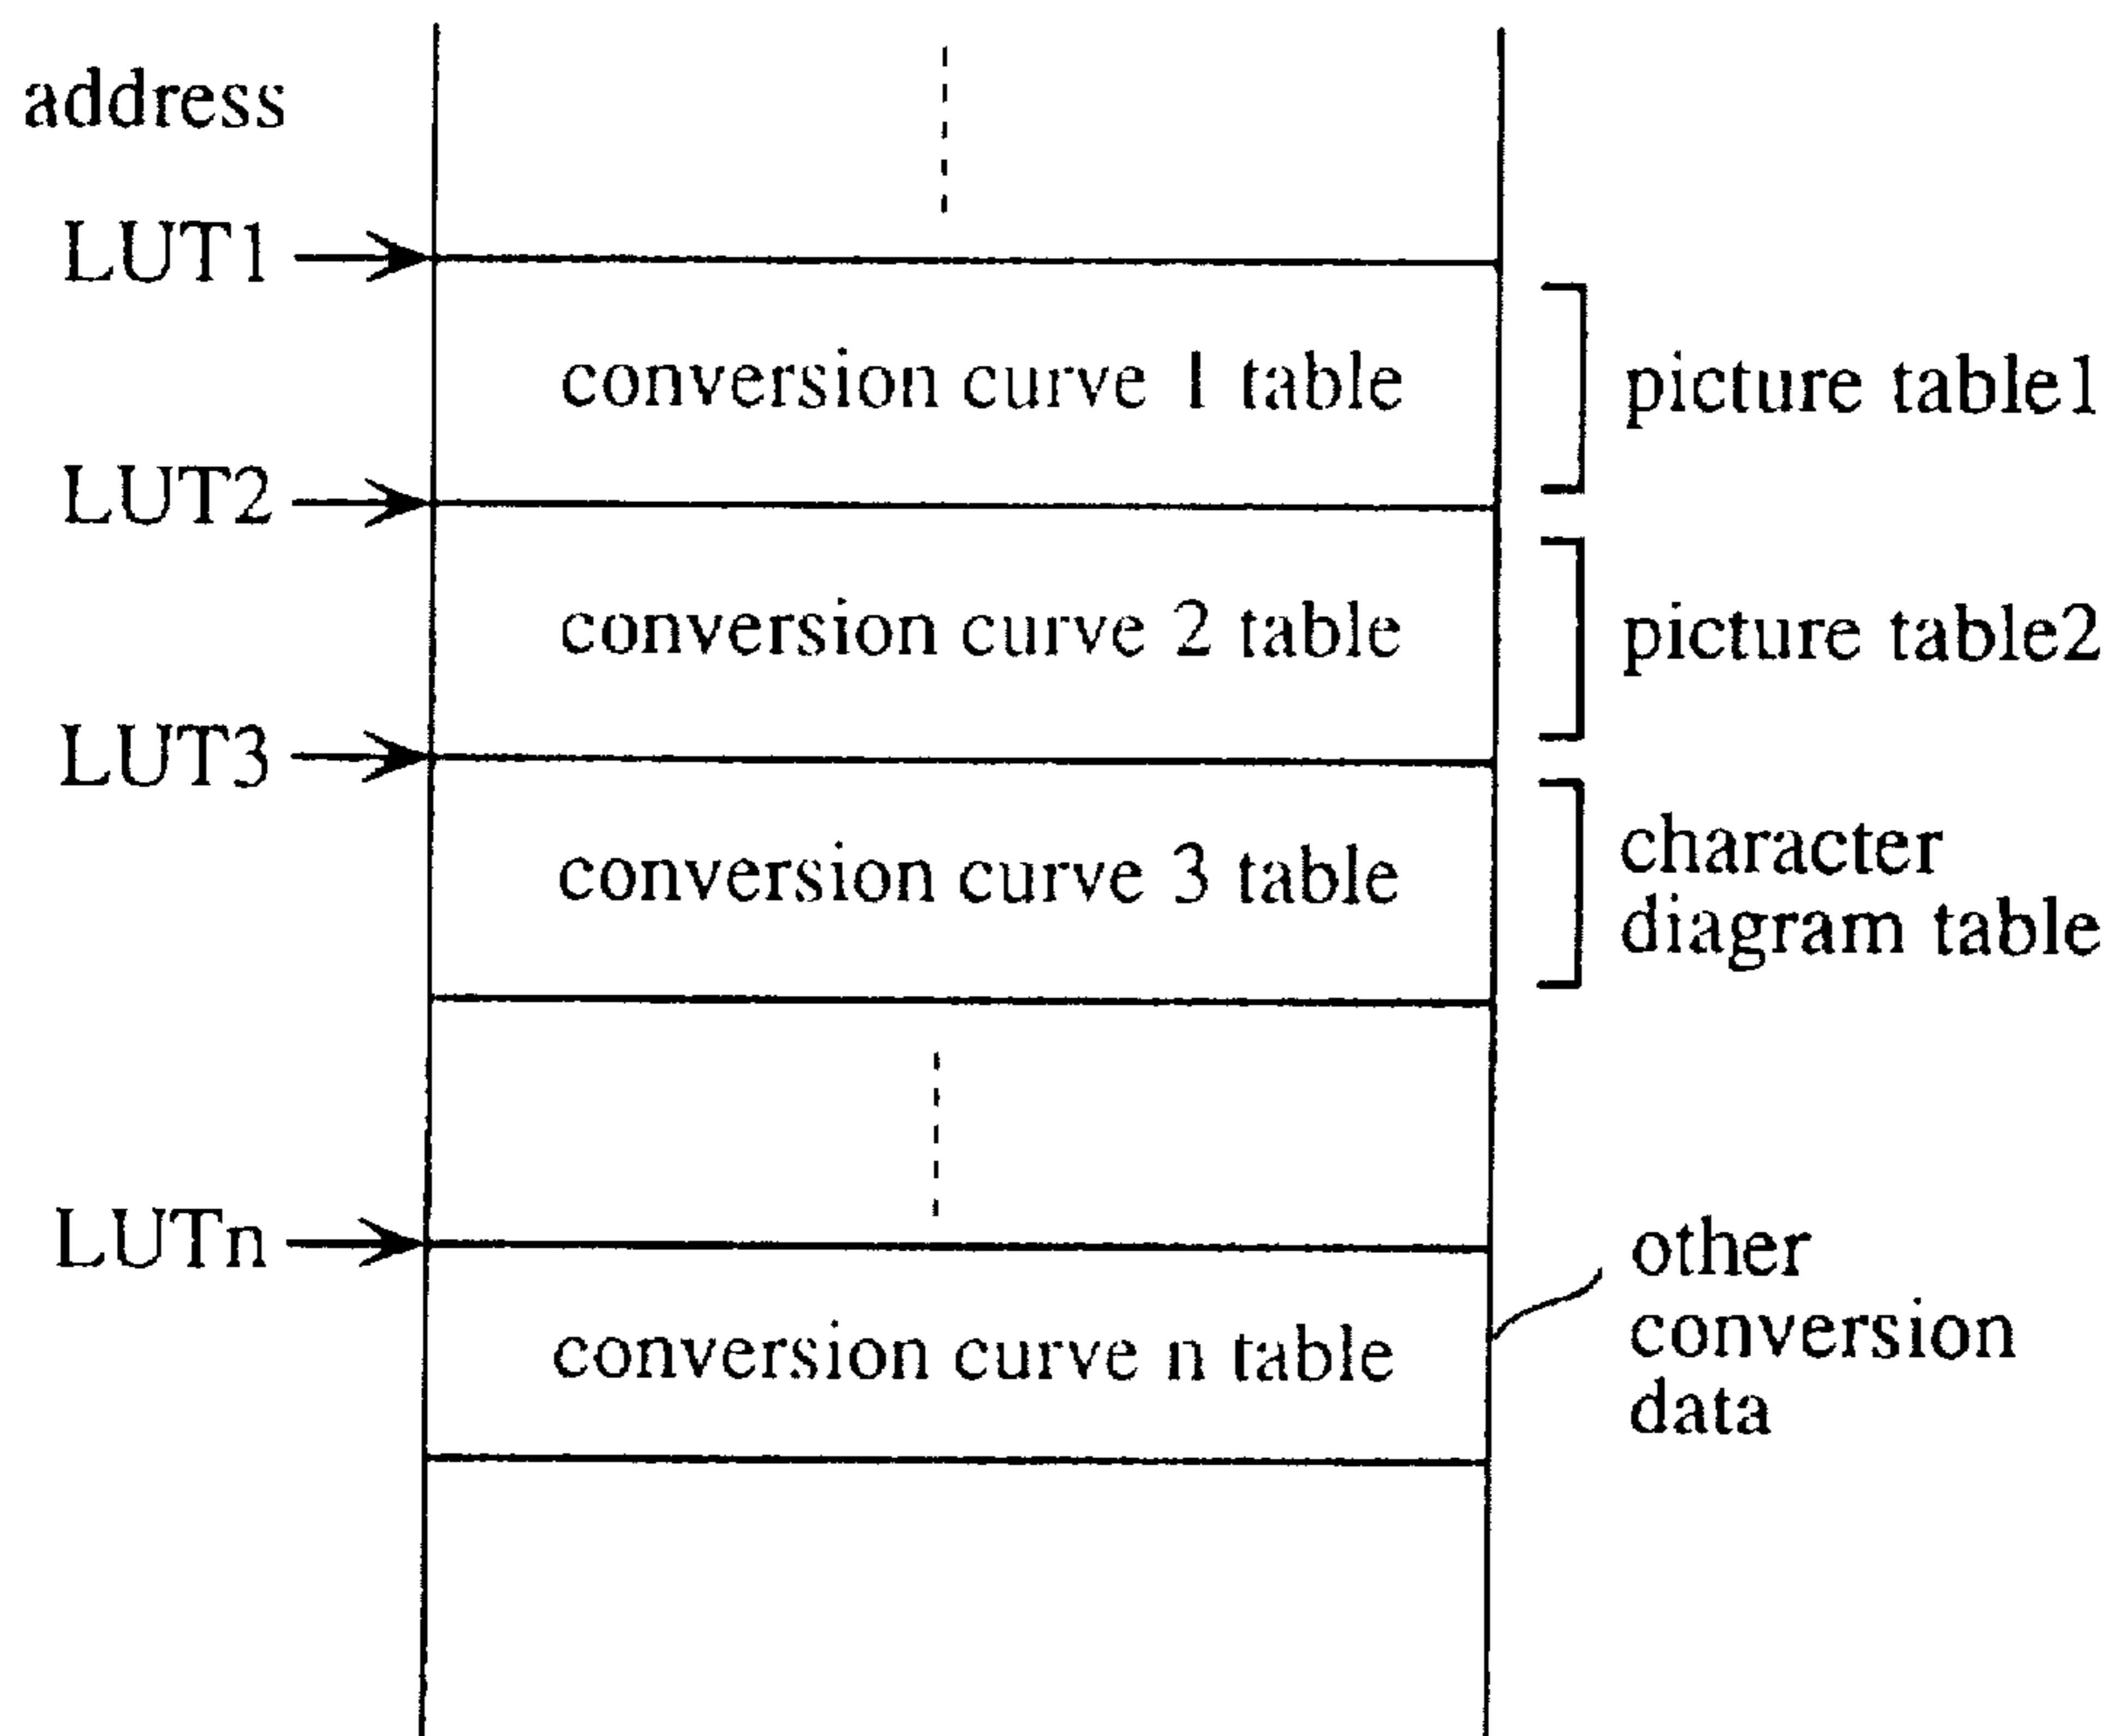 address
LUT1
conversion curve 1 table
picture table1
LUT2
conversion curve 2 table
picture table2
LUT3
conversion curve 3 table
character
diagram table
LUTn
conversion curve n table
other
conversion
data